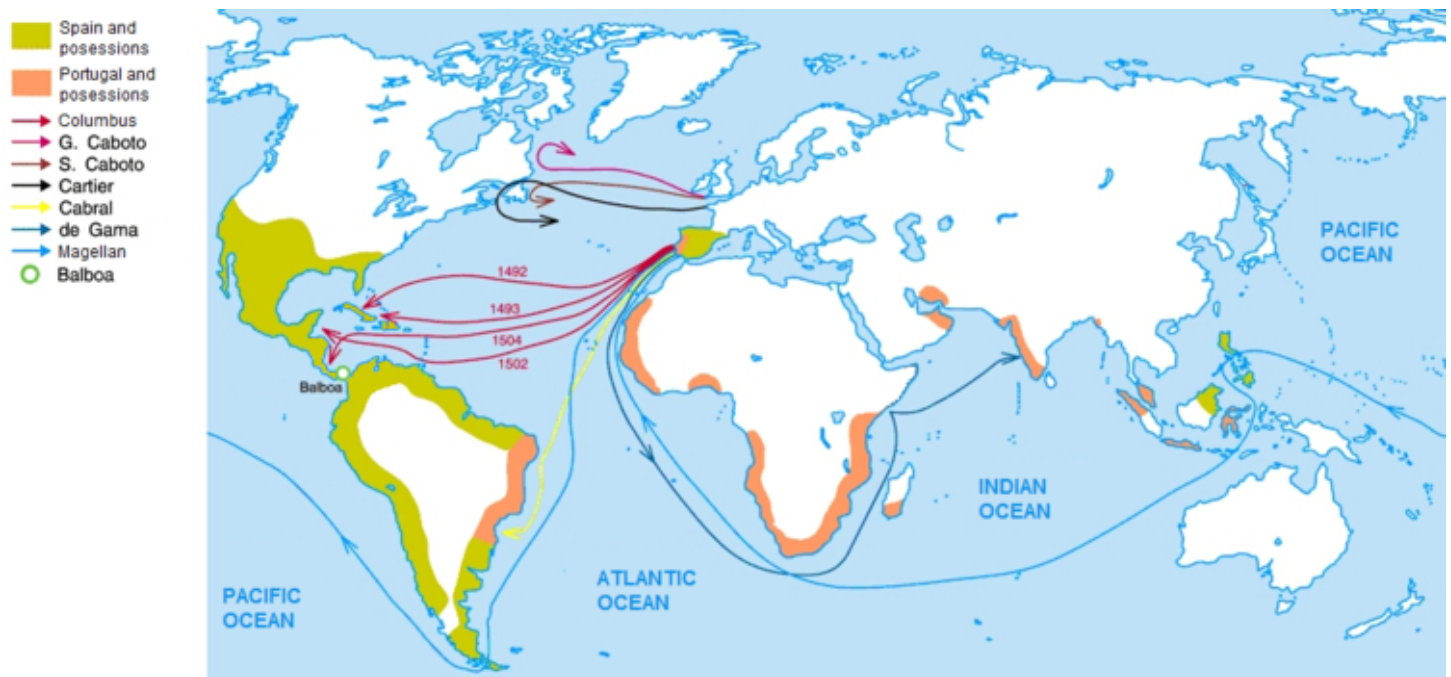 Spain and
posessions
Portugal and
posessions
Columbus
G. Caboto
S. Caboto
Cartier
Cabral
de Gama
Magellan
Balboa
1492
1493
1504
1502
Balboa
PACIFIC
OCEAN
INDIAN
OCEAN
ATLANTIC
OCEAN
PACIFIC
OCEAN